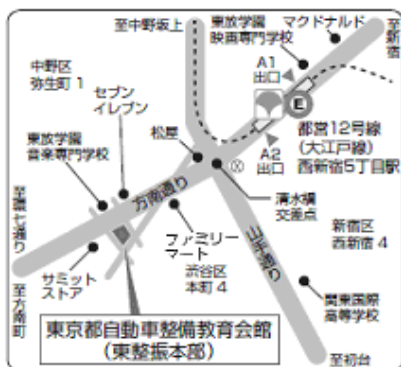 至中野坂上
東放学園
映画専門学校
マクドナルド
至新宿
中野区
弥生町 1
A1
出口
セブン
イレブン
E
都営12号線
(大江戸線)
西新宿5丁目駅
東放学園
音楽専門学校
松屋
A2
出口
方南通り
清水橋
交差点
至環七通り
ファミリー
マート
新宿区
西新宿 4
山手通り
サミット
ストア
渋谷区
本町 4
関東国際
高等学校
至方南町
東京都自動車整備教育会館
(東整振本部)
至初台